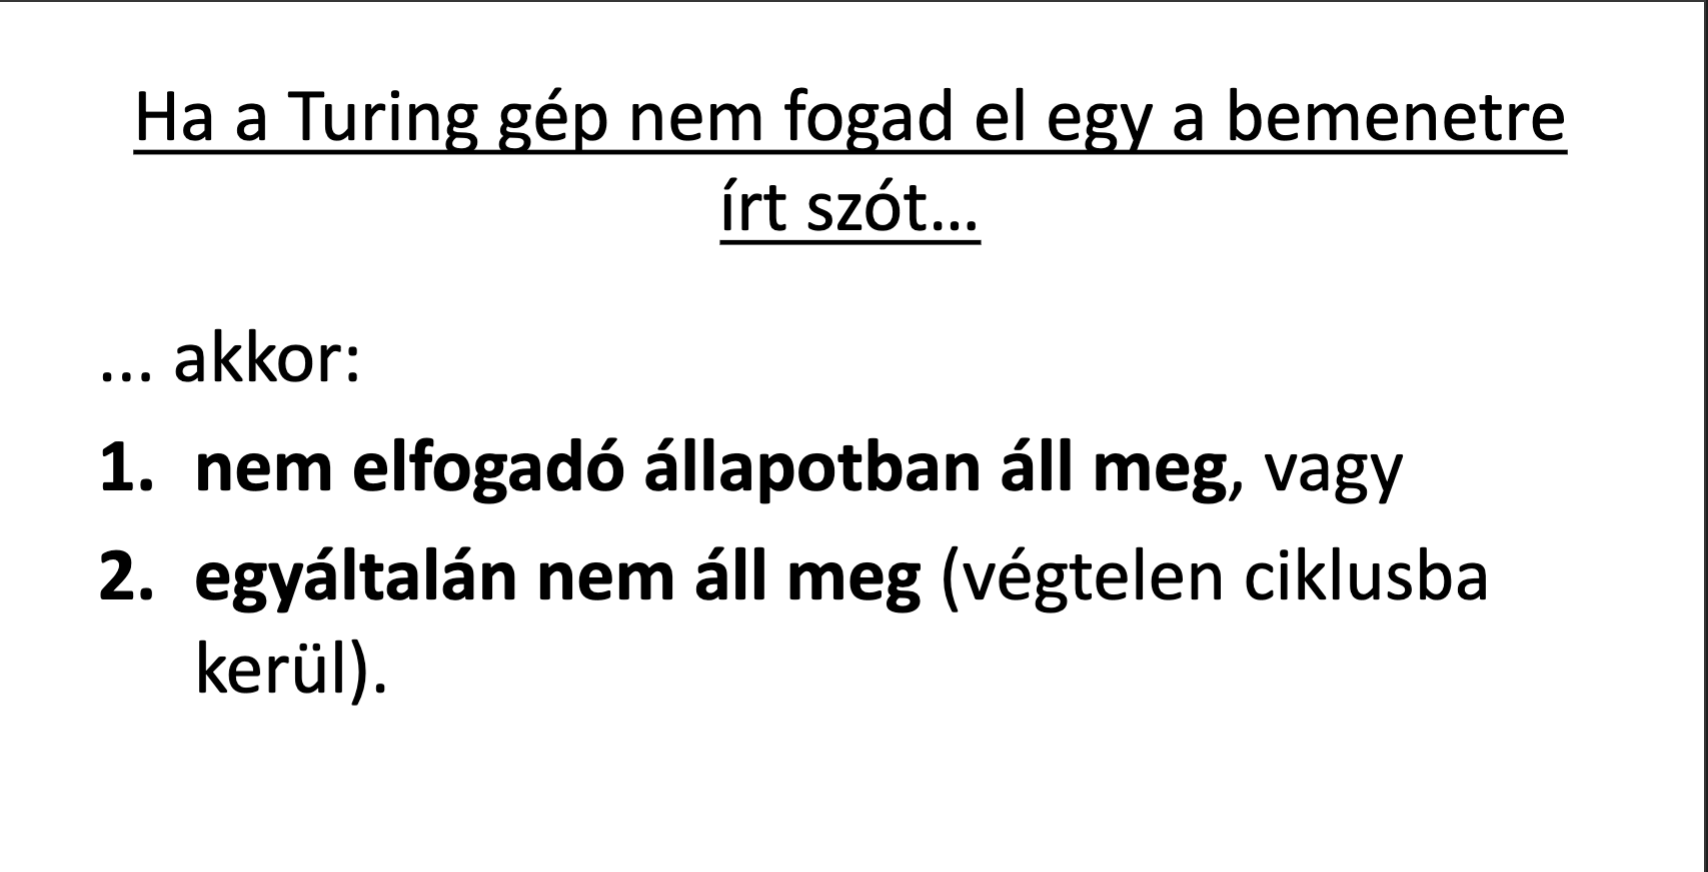 Ha a Turing gép nem fogad el egy a bemenetre
írt szót...
... akkor:
1. nem elfogadó állapotban áll meg, vagy
2. egyáltalán nem áll meg (végtelen ciklusba
kerül).